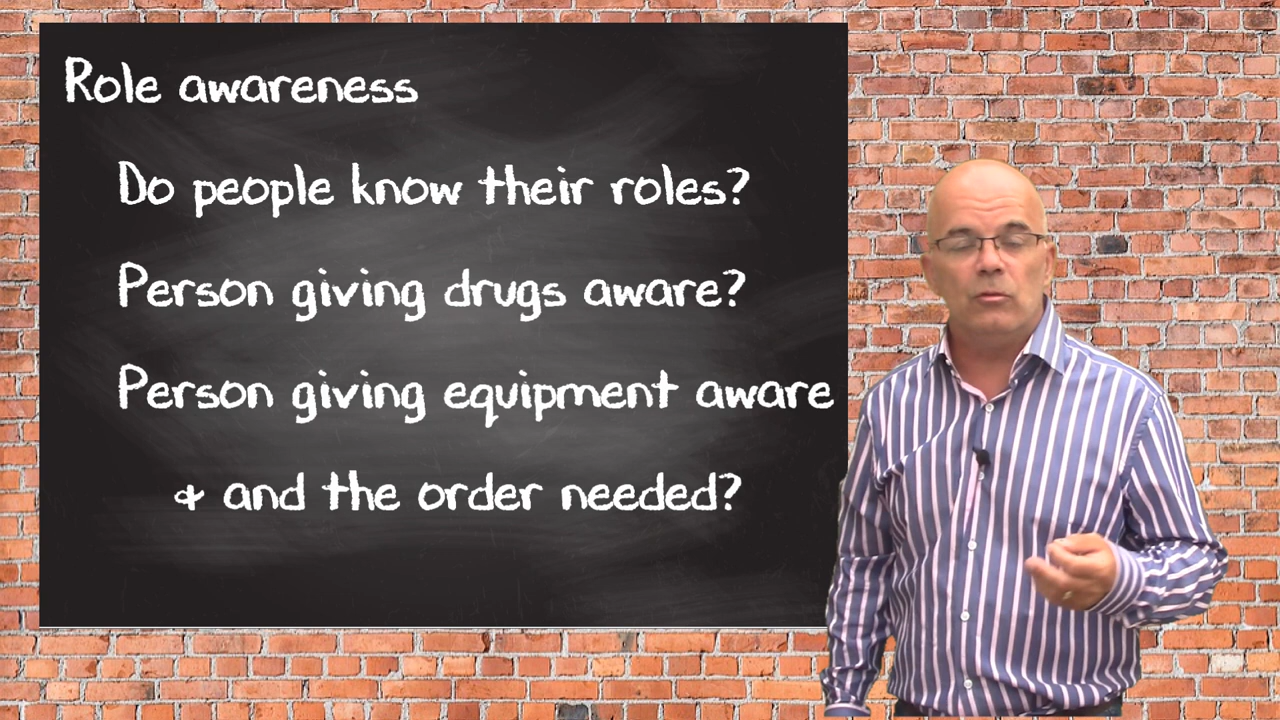 Role awareness
Do people know their roles?
Person giving drugs aware?
Person giving equipment aware
& and the order needed?